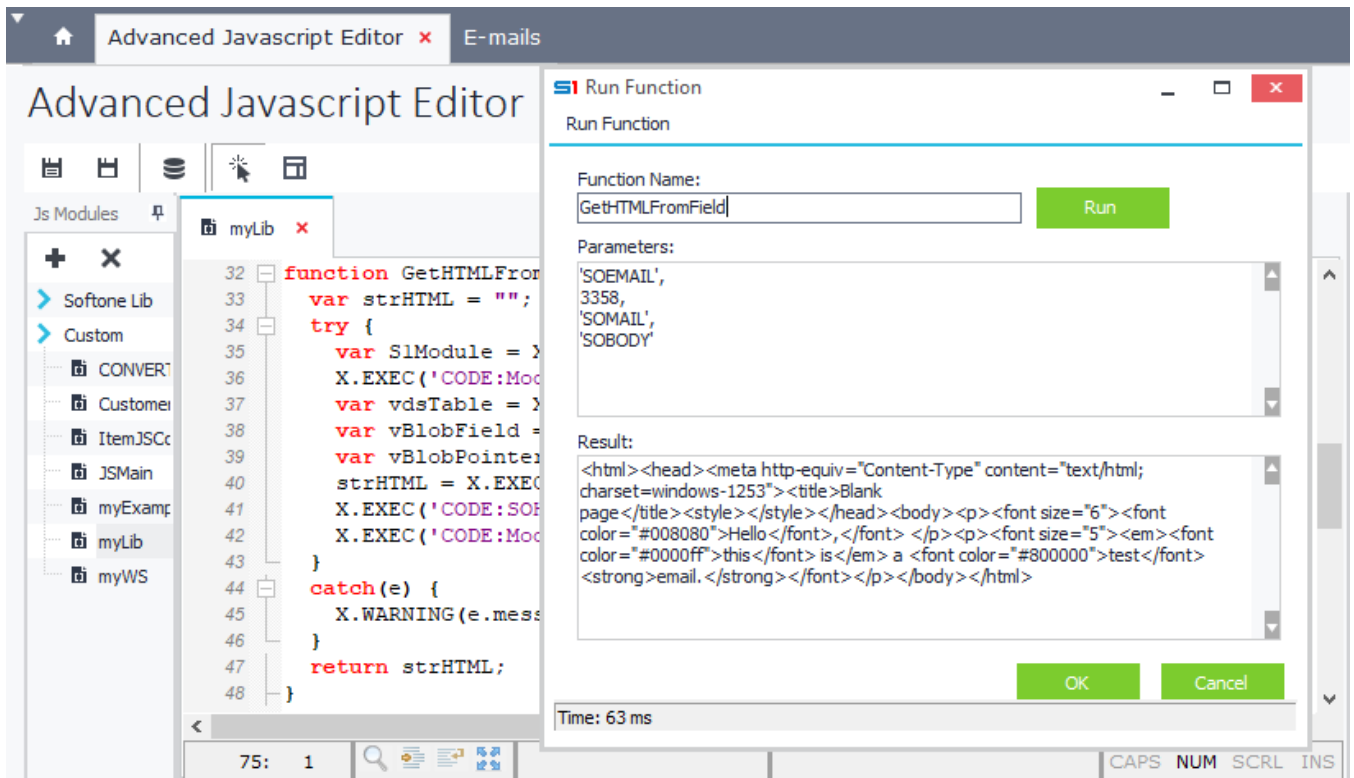 Advanced Javascript Editor
E-mails
Advanced Javascript Editor
Js Modules
Softone Lib
Custom
CONVERT
Customer
ItemJSCo
JSMain
myExamp
myLib
myWS
myLib
32 function GetHTMLFrom
33 var strHTML = "";
34 try {
35 var S1Module = X
36 X.EXEC('CODE:Mod
37 var vdsTable = X
38 var vBlobField =
39 var vBlobPointer
40 strHTML = X.EXEC
41 X.EXEC('CODE:SOH
42 X.EXEC('CODE:Mod
43 }
44 catch(e) {
45 X.WARNING(e.mess
46 }
47 return strHTML;
48 }
75: 1
S1 Run Function
Run Function
Function Name:
GetHTMLFromField
Run
Parameters:
'SOEMAIL',
3358,
'SOMAIL',
'SOBODY'
Result:
<html><head><meta http-equiv="Content-Type" content="text/html;
charset=windows-1253"><title>Blank
page</title><style></style></head><body><p><font size="6"><font
color="#008080">Hello</font>,</font> </p><p><font size="5"><em><font
color="#0000ff">this</font> is</em> a <font color="#800000">test</font>
<strong>email.</strong></font></p></body></html>
OK
Cancel
Time: 63 ms
CAPS NUM SCRL INS